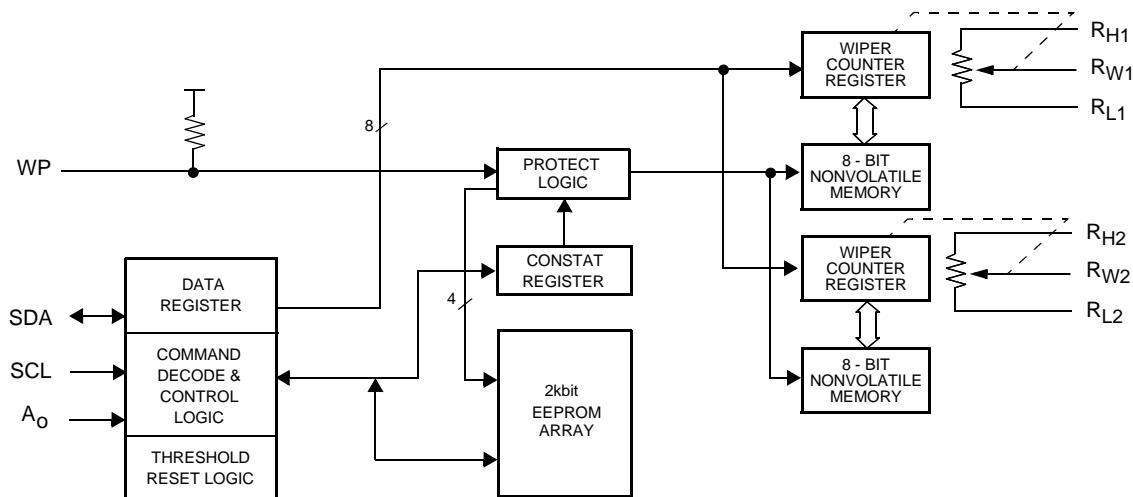 WIPER
COUNTER
REGISTER
RH1
RW1
RL1
8
WP
PROTECT
LOGIC
8 - BIT
NONVOLATILE
MEMORY
CONSTAT
REGISTER
WIPER
COUNTER
REGISTER
RH2
RW2
RL2
DATA
REGISTER
4
SDA
SCL
Ao
COMMAND
DECODE &
CONTROL
LOGIC
2kbit
EEPROM
ARRAY
8 - BIT
NONVOLATILE
MEMORY
THRESHOLD
RESET LOGIC